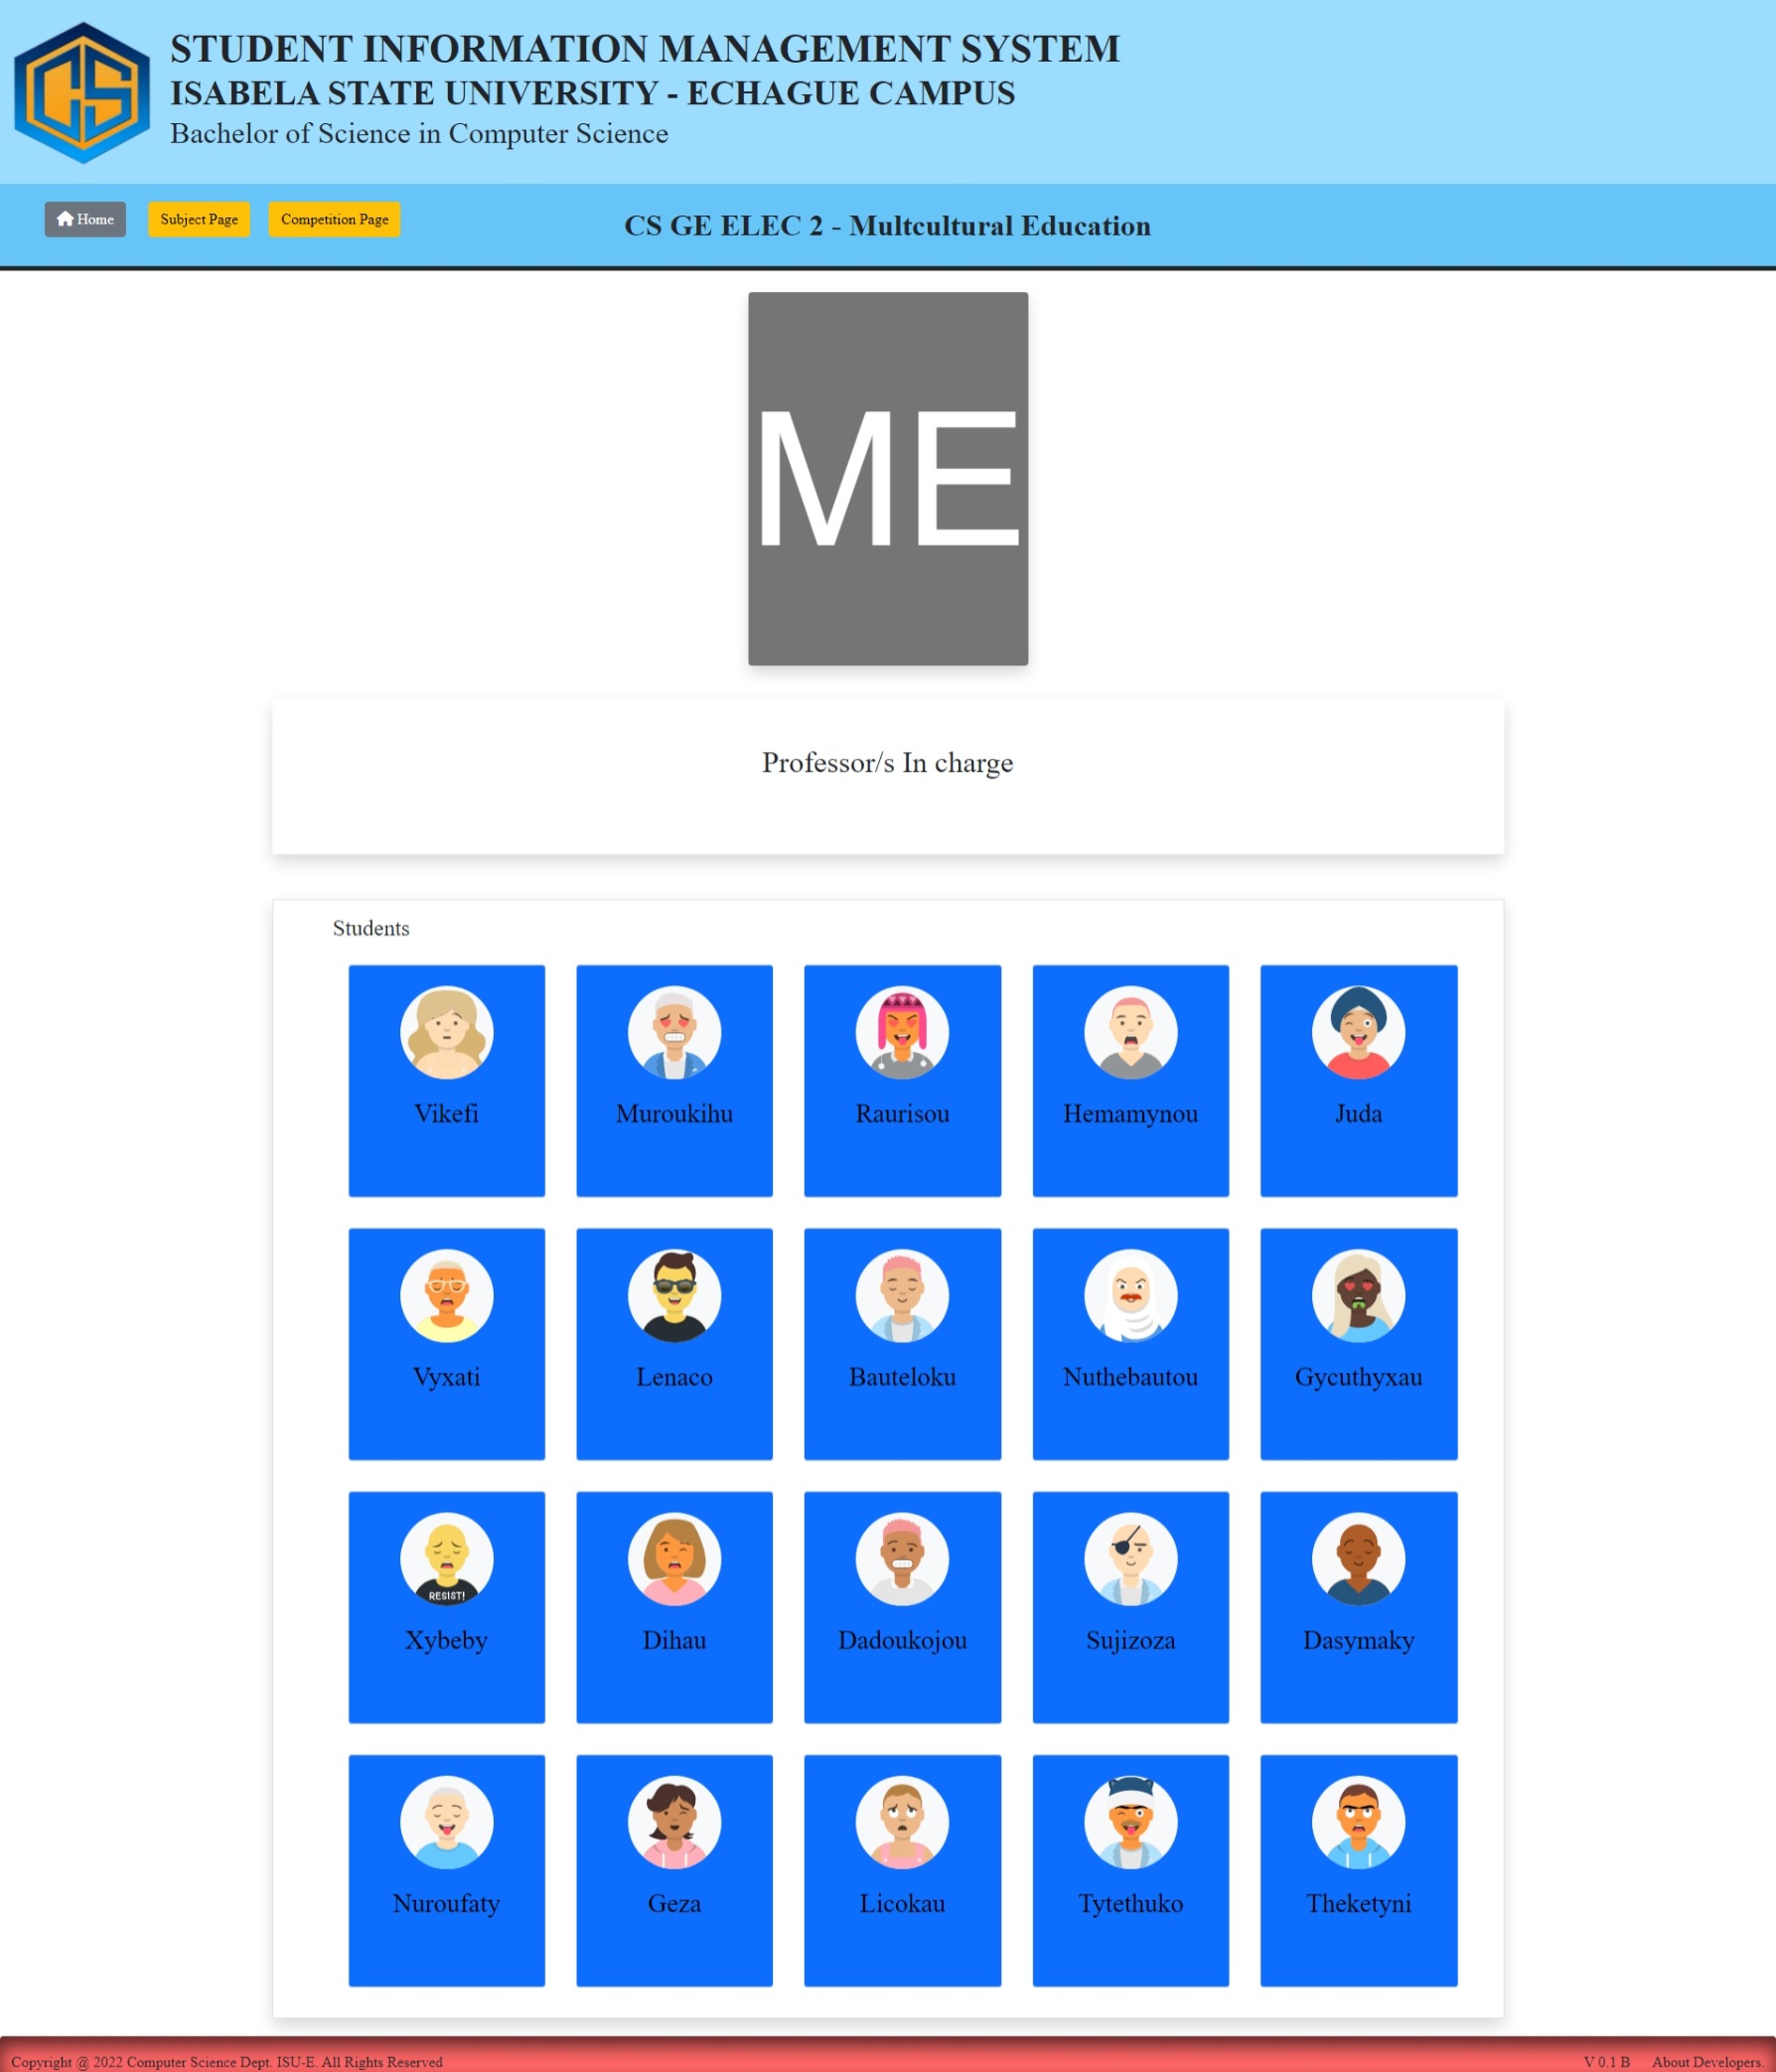 CS
STUDENT INFORMATION MANAGEMENT SYSTEM
ISABELA STATE UNIVERSITY - ECHAGUE CAMPUS
Bachelor of Science in Computer Science
Home
Subject Page
Competition Page
CS GE ELEC 2 - Multcultural Education
ME
Professor/s In charge
Students
Vikefi
Muroukihu
Raurisou
Hemamynou
Juda
Vyxati
Lenaco
Bauteloku
Nuthebautou
Gycuthyxau
RESIST!
Xybeby
Dihau
Dadoukojou
Sujizoza
Dasymaky
Nuroufaty
Geza
Licokau
Tytethuko
Theketyni
Copyright @ 2022 Computer Science Dept. ISU-E. All Rights Reserved
V 0.1 B
About Developers.